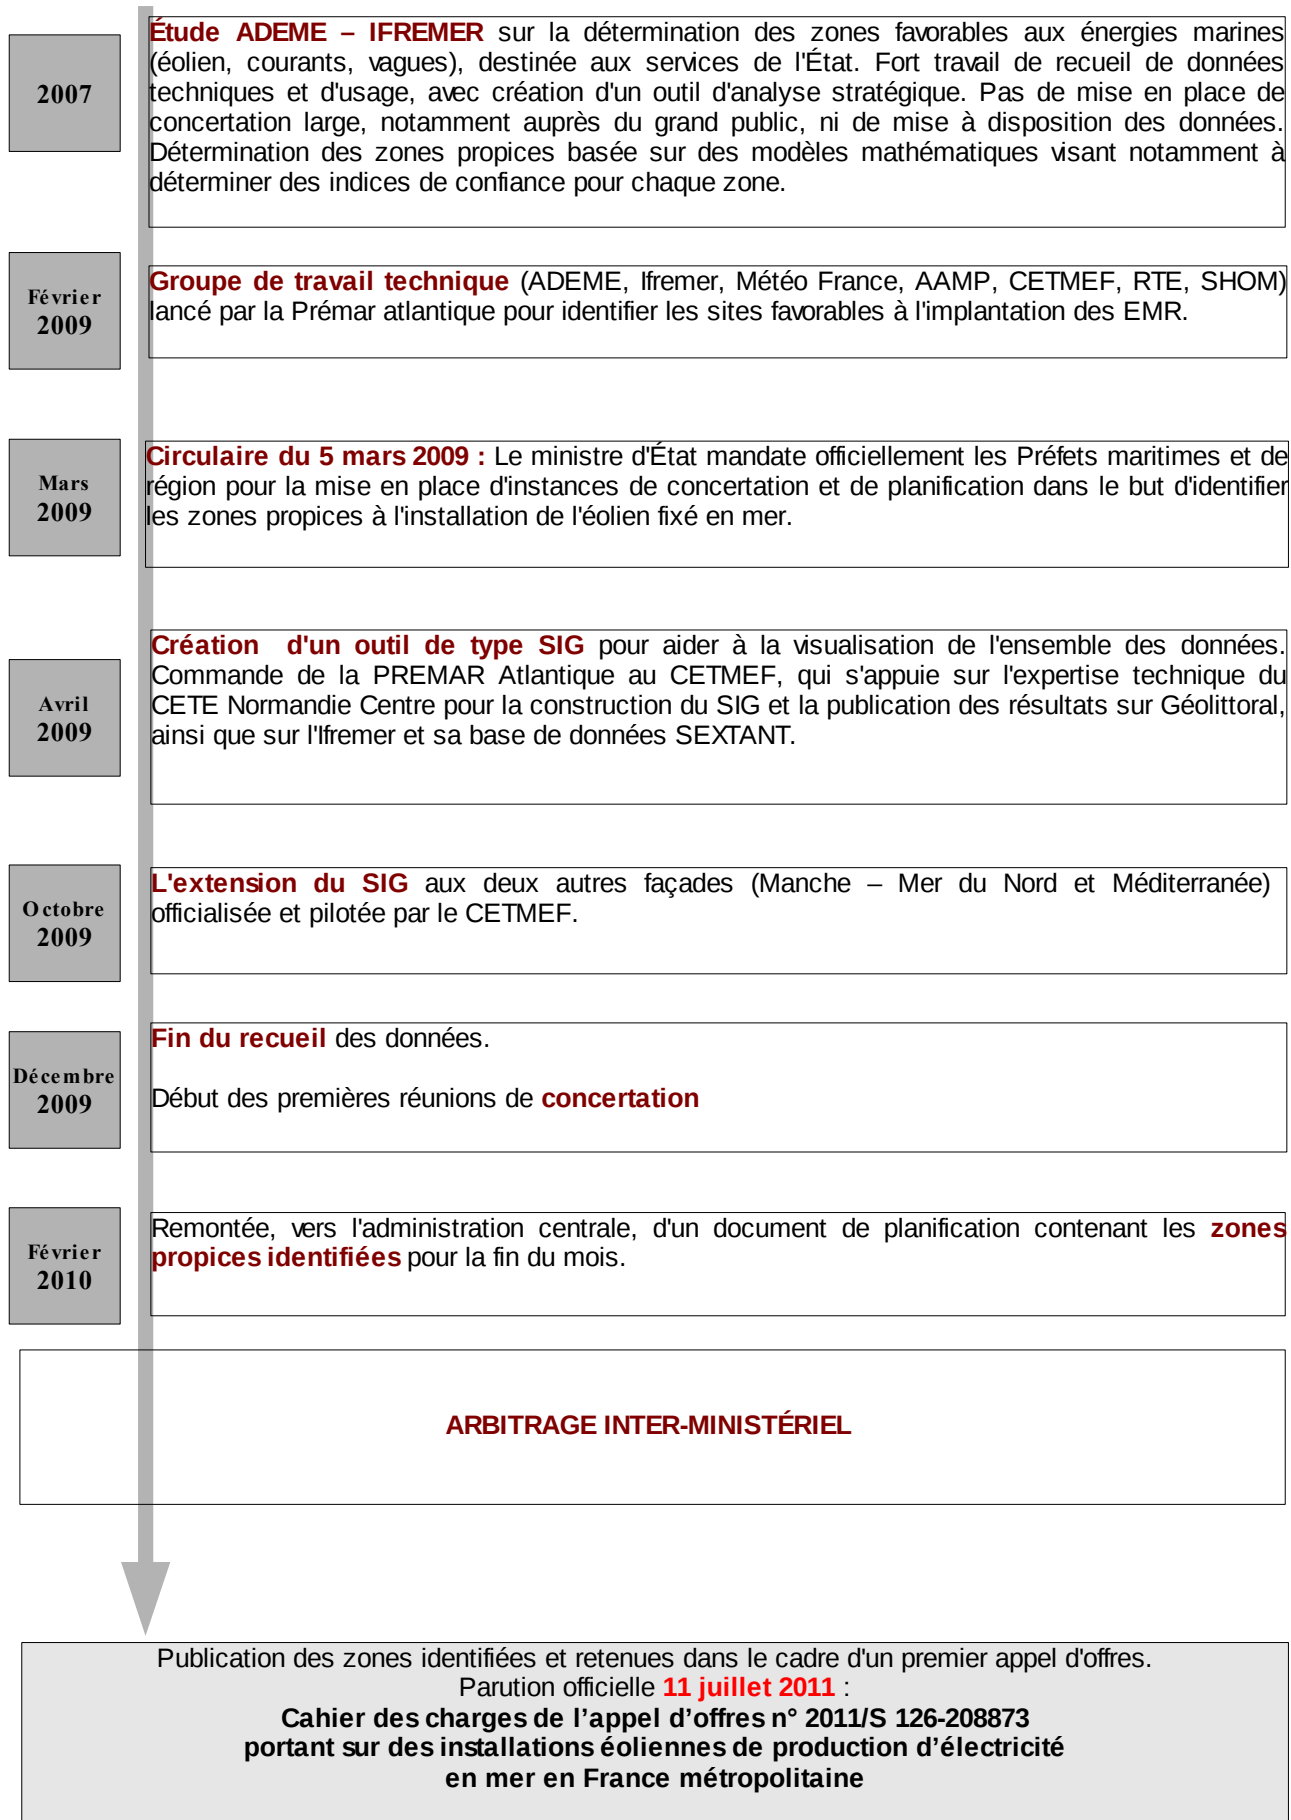 2007
Étude ADEME – IFREMER sur la détermination des zones favorables aux énergies marines
(éolien, courants, vagues), destinée aux services de l'État. Fort travail de recueil de données
techniques et d'usage, avec création d'un outil d'analyse stratégique. Pas de mise en place de
concertation large, notamment auprès du grand public, ni de mise à disposition des données.
Détermination des zones propices basée sur des modèles mathématiques visant notamment à
déterminer des indices de confiance pour chaque zone.
Février
2009
Groupe de travail technique (ADEME, Ifremer, Météo France, AAMP, CETMEF, RTE, SHOM)
lancé par la Prémar atlantique pour identifier les sites favorables à l'implantation des EMR.
Mars
2009
Circulaire du 5 mars 2009 : Le ministre d'État mandate officiellement les Préfets maritimes et de
région pour la mise en place d'instances de concertation et de planification dans le but d'identifier
les zones propices à l'installation de l'éolien fixé en mer.
Avril
2009
Création d'un outil de type SIG pour aider à la visualisation de l'ensemble des données.
Commande de la PREMAR Atlantique au CETMEF, qui s'appuie sur l'expertise technique du
CETE Normandie Centre pour la construction du SIG et la publication des résultats sur Géolittoral,
ainsi que sur l'Ifremer et sa base de données SEXTANT.
Octobre
2009
L'extension du SIG aux deux autres façades (Manche – Mer du Nord et Méditerranée)
officialisée et pilotée par le CETMEF.
Décembre
2009
Fin du recueil des données.
Début des premières réunions de concertation
Février
2010
Remontée, vers l'administration centrale, d'un document de planification contenant les zones
propices identifiées pour la fin du mois.
ARBITRAGE INTER-MINISTÉRIEL
Publication des zones identifiées et retenues dans le cadre d'un premier appel d'offres.
Parution officielle 11 juillet 2011 :
Cahier des charges de l’appel d’offres n° 2011/S 126-208873
portant sur des installations éoliennes de production d’électricité
en mer en France métropolitaine